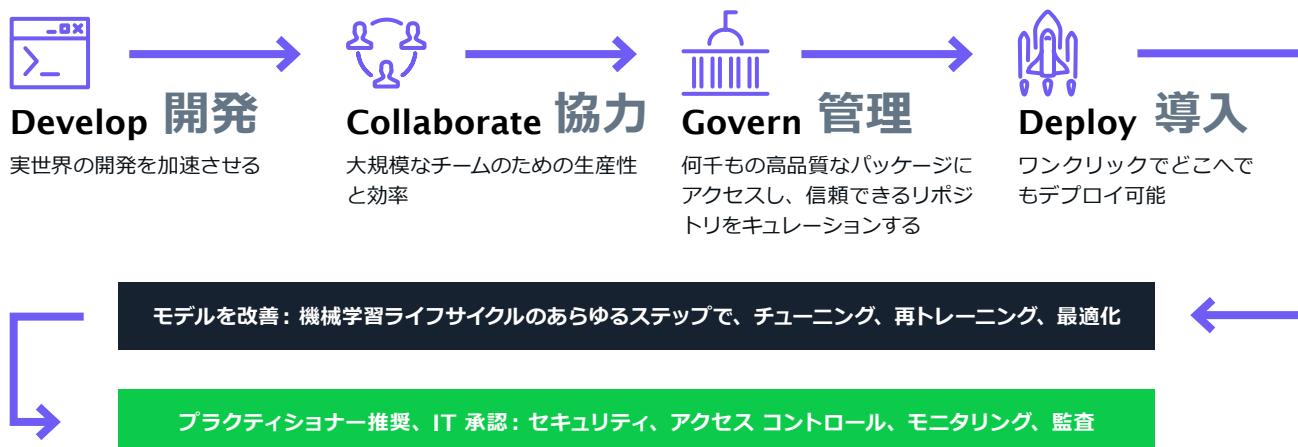 Develop 開発
実世界の開発を加速させる
Collaborate 協力
大規模なチームのための生産性
と効率
Govern 管理
何千もの高品質なパッケージに
アクセスし、信頼できるリポジ
トリをキュレーションする
Deploy 導入
ワンクリックでどこへで
もデプロイ可能
モデルを改善: 機械学習ライフサイクルのあらゆるステップで、チューニング、再トレーニング、最適化
プラクティショナー推奨、IT 承認: セキュリティ、アクセス コントロール、モニタリング、監査